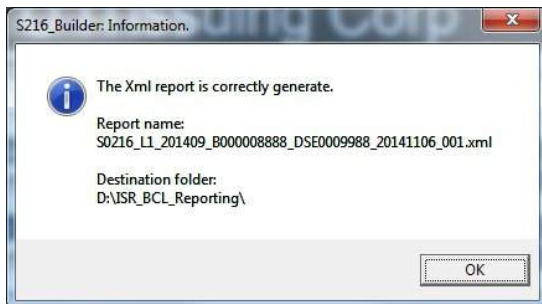 S216_Builder: Information.
The Xml report is correctly generate.
Report name:
S0216_L1_201409_B000008888_DSE0009988_20141106_001.xml
Destination folder:
D:\ISR_BCL_Reporting\
OK